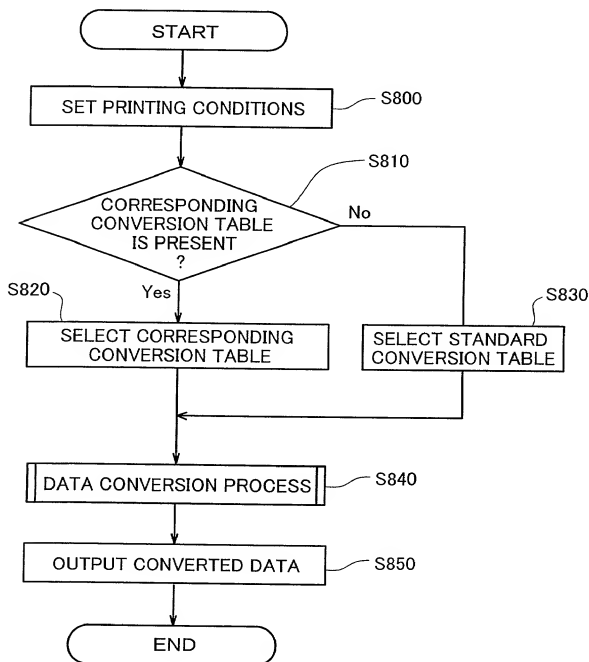 START
SET PRINTING CONDITIONS
S800
S810
CORRESPONDING
CONVERSION TABLE
IS PRESENT
?
No
Yes
S820
SELECT CORRESPONDING
CONVERSION TABLE
S830
SELECT STANDARD
CONVERSION TABLE
DATA CONVERSION PROCESS
S840
OUTPUT CONVERTED DATA
S850
END